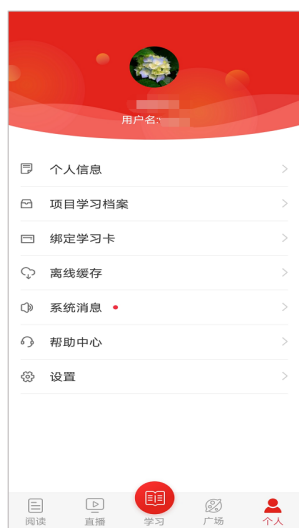 用户名:
个人信息
项目学习档案
绑定学习卡
离线缓存
系统消息
帮助中心
设置
阅读 直播 学习 广场 个人